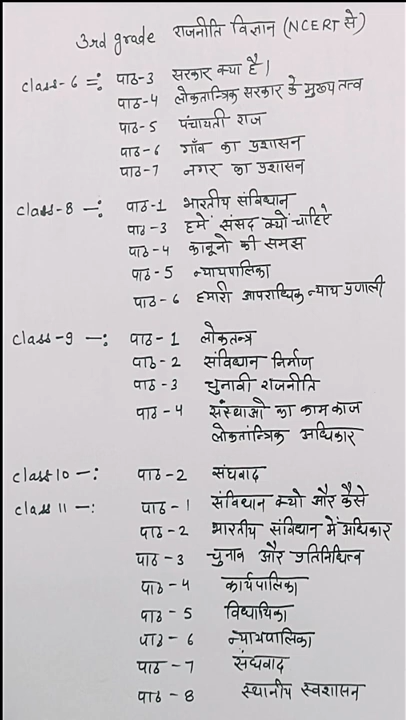 3rd grade राजनीति विज्ञान (NCERT से)
class-6 =: पाठ-3 सरकार क्या है।
पाठ-4 लोकतान्त्रिक सरकार के मुख्य तत्व
पाठ-5 पंचायती राज
पाठ-6 गाँव का प्रशासन
पाठ-7 नगर का प्रशासन
class-8 -: पाठ-1 भारतीय संविधान
पाठ-3 हमें संसद क्यों चाहिए
पाठ-4 कानूनों की समझ
पाठ-5 न्यायपालिका
पाठ-6 हमारी आपराधिक न्याय प्रणाली
class-9 -: पाठ-1 लोकतन्त्र
पाठ-2 संविधान निर्माण
पाठ-3 चुनावी राजनीति
पाठ-4 संस्थाओ का काम काज
लोकतांन्त्रिक अधिकार
class 10 -: पाठ-2 संघवाद
class 11 -: पाठ-1 संविधान क्यो और कैसे
पाठ-2 भारतीय संविधान में अधिकार
पाठ-3 चुनाव और प्रतिनिधित्व
पाठ-4 कार्यपालिका
पाठ-5 विधायिका
पाठ-6 न्यायपालिका
पाठ-7 संघवाद
पाठ-8 स्थानीय स्वशासन